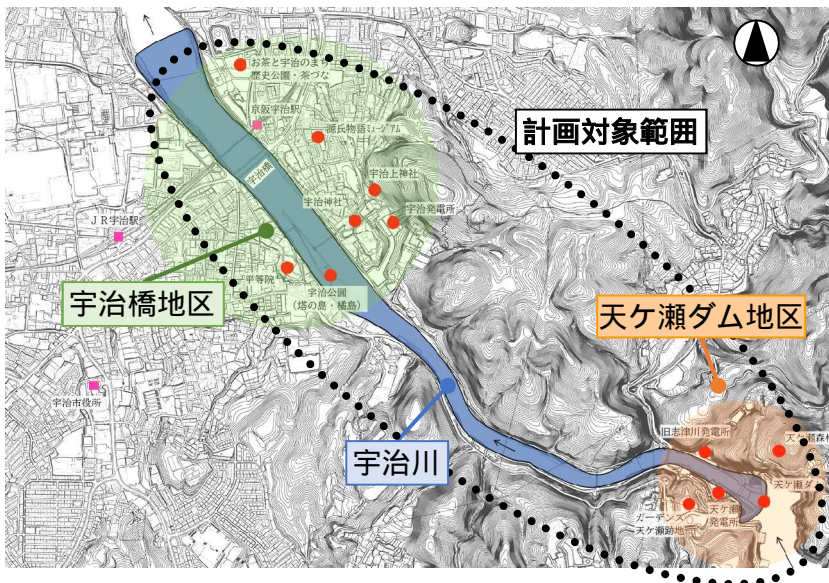 お茶と宇治のまち
歴史公園・茶づな
京阪宇治駅
源氏物語ミュージアム
計画対象範囲
宇治橋
宇治上神社
宇治神社
宇治発電所
JR宇治駅
平等院
宇治公園
(塔の島・橘島)
宇治橋地区
天ケ瀬ダム地区
宇治市役所
宇治川
旧志津川発電所
天ケ瀬森林
天ケ瀬ダ
天ケ瀬
発電所
ガーデンズ
天ケ瀬跡地